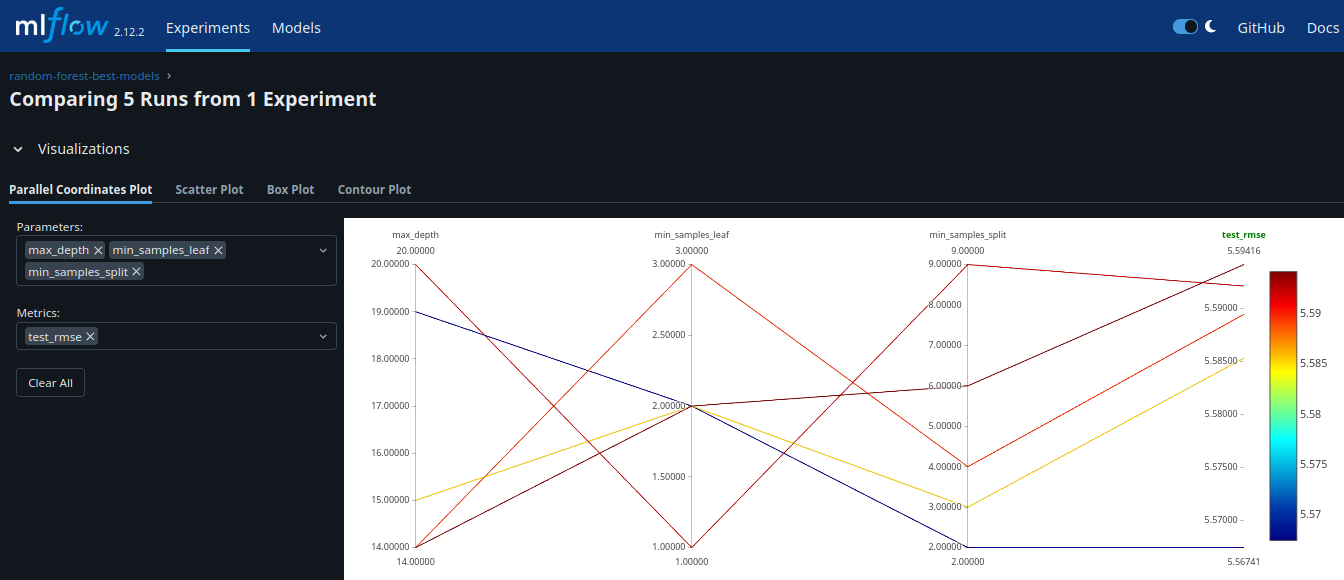 mlflow 2.12.2 Experiments Models GitHub Docs
random-forest-best-models ›
Comparing 5 Runs from 1 Experiment
Visualizations
Parallel Coordinates Plot Scatter Plot Box Plot Contour Plot
Parameters:
max_depth min_samples_leaf
min_samples_split
Metrics:
test_rmse
Clear All
max_depth min_samples_leaf min_samples_split test_rmse
20.00000 3.00000 9.00000 5.59416
20.00000
19.00000
18.00000
17.00000
16.00000
15.00000
14.00000
14.00000
3.00000
2.50000
2.00000
1.50000
1.00000
1.00000
9.00000
8.00000
7.00000
6.00000
5.00000
4.00000
3.00000
2.00000
2.00000
5.59000
5.58500
5.58000
5.57500
5.57000
5.56741
5.59
5.585
5.58
5.575
5.57